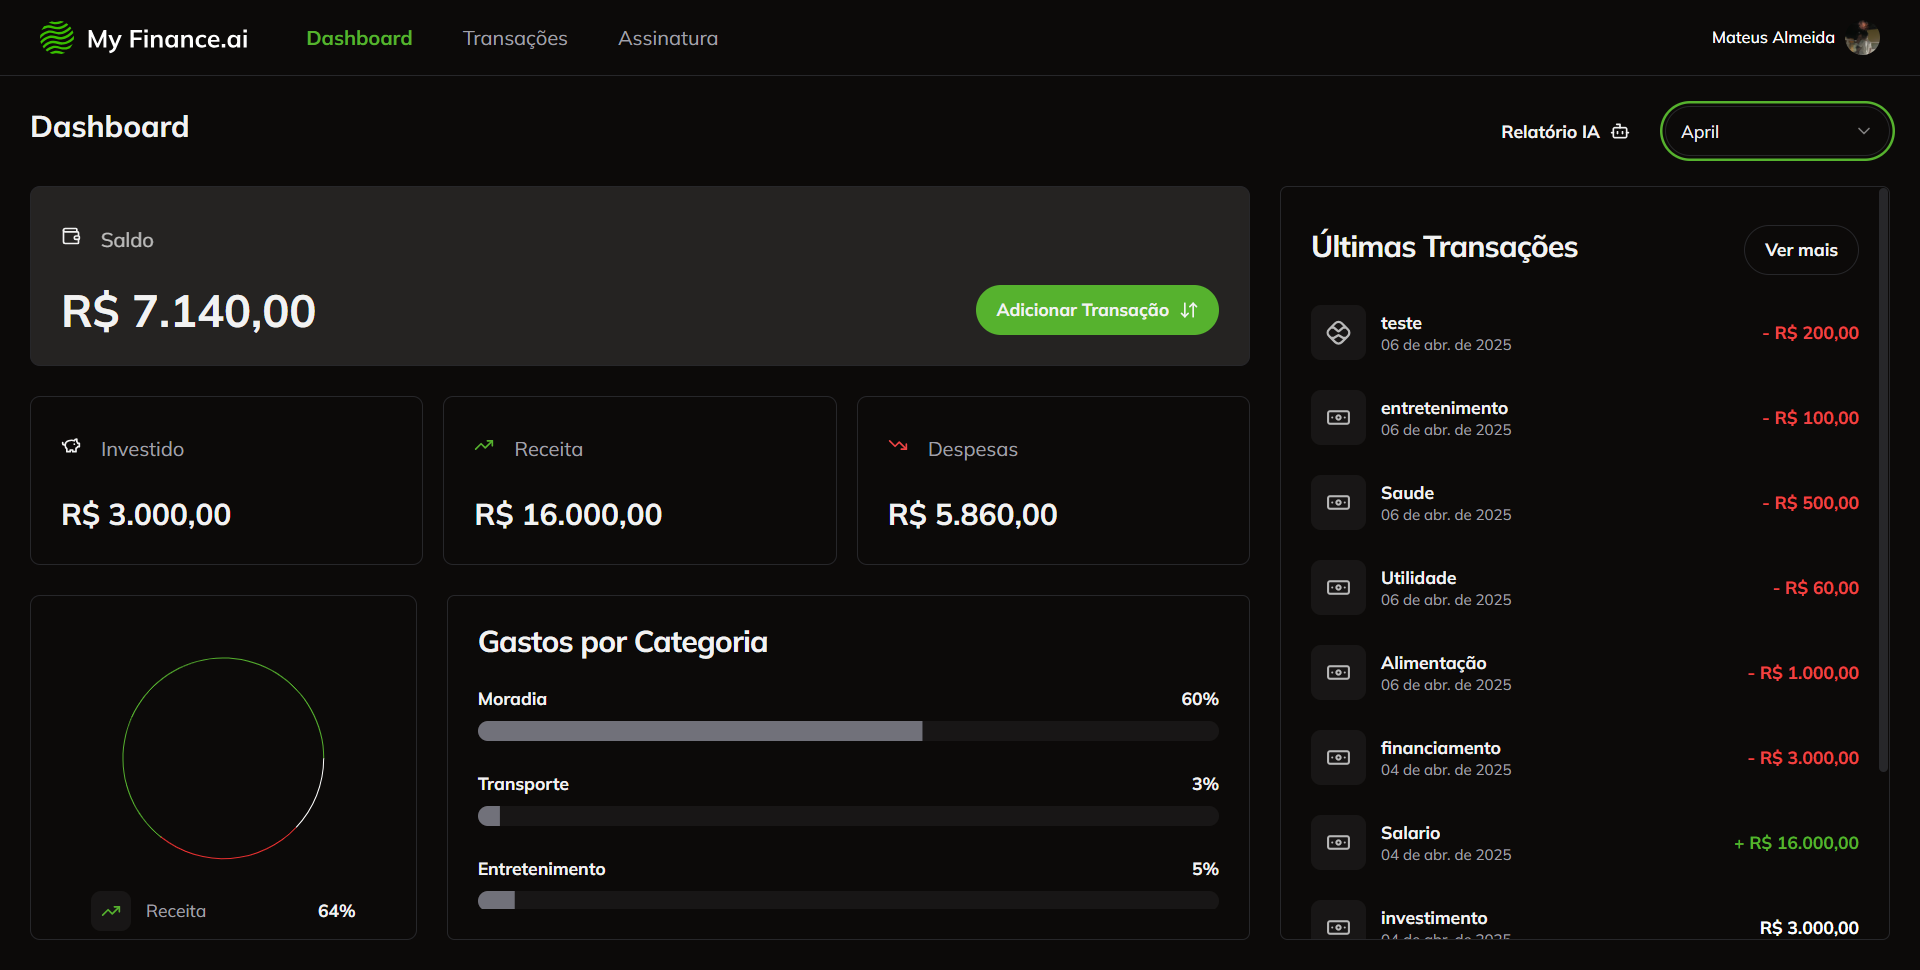 My Finance.ai
Dashboard
Transações
Assinatura
Mateus Almeida
Dashboard
Relatório IA
April
Saldo
R$ 7.140,00
Adicionar Transação
Investido
R$ 3.000,00
Receita
R$ 16.000,00
Despesas
R$ 5.860,00
Receita
64%
Gastos por Categoria
Moradia
60%
Transporte
3%
Entretenimento
5%
Últimas Transações
Ver mais
teste
06 de abr. de 2025
- R$ 200,00
entretenimento
06 de abr. de 2025
- R$ 100,00
Saude
06 de abr. de 2025
- R$ 500,00
Utilidade
06 de abr. de 2025
- R$ 60,00
Alimentação
06 de abr. de 2025
- R$ 1.000,00
financiamento
04 de abr. de 2025
- R$ 3.000,00
Salario
04 de abr. de 2025
+ R$ 16.000,00
investimento
04 de abr. de 2025
R$ 3.000,00